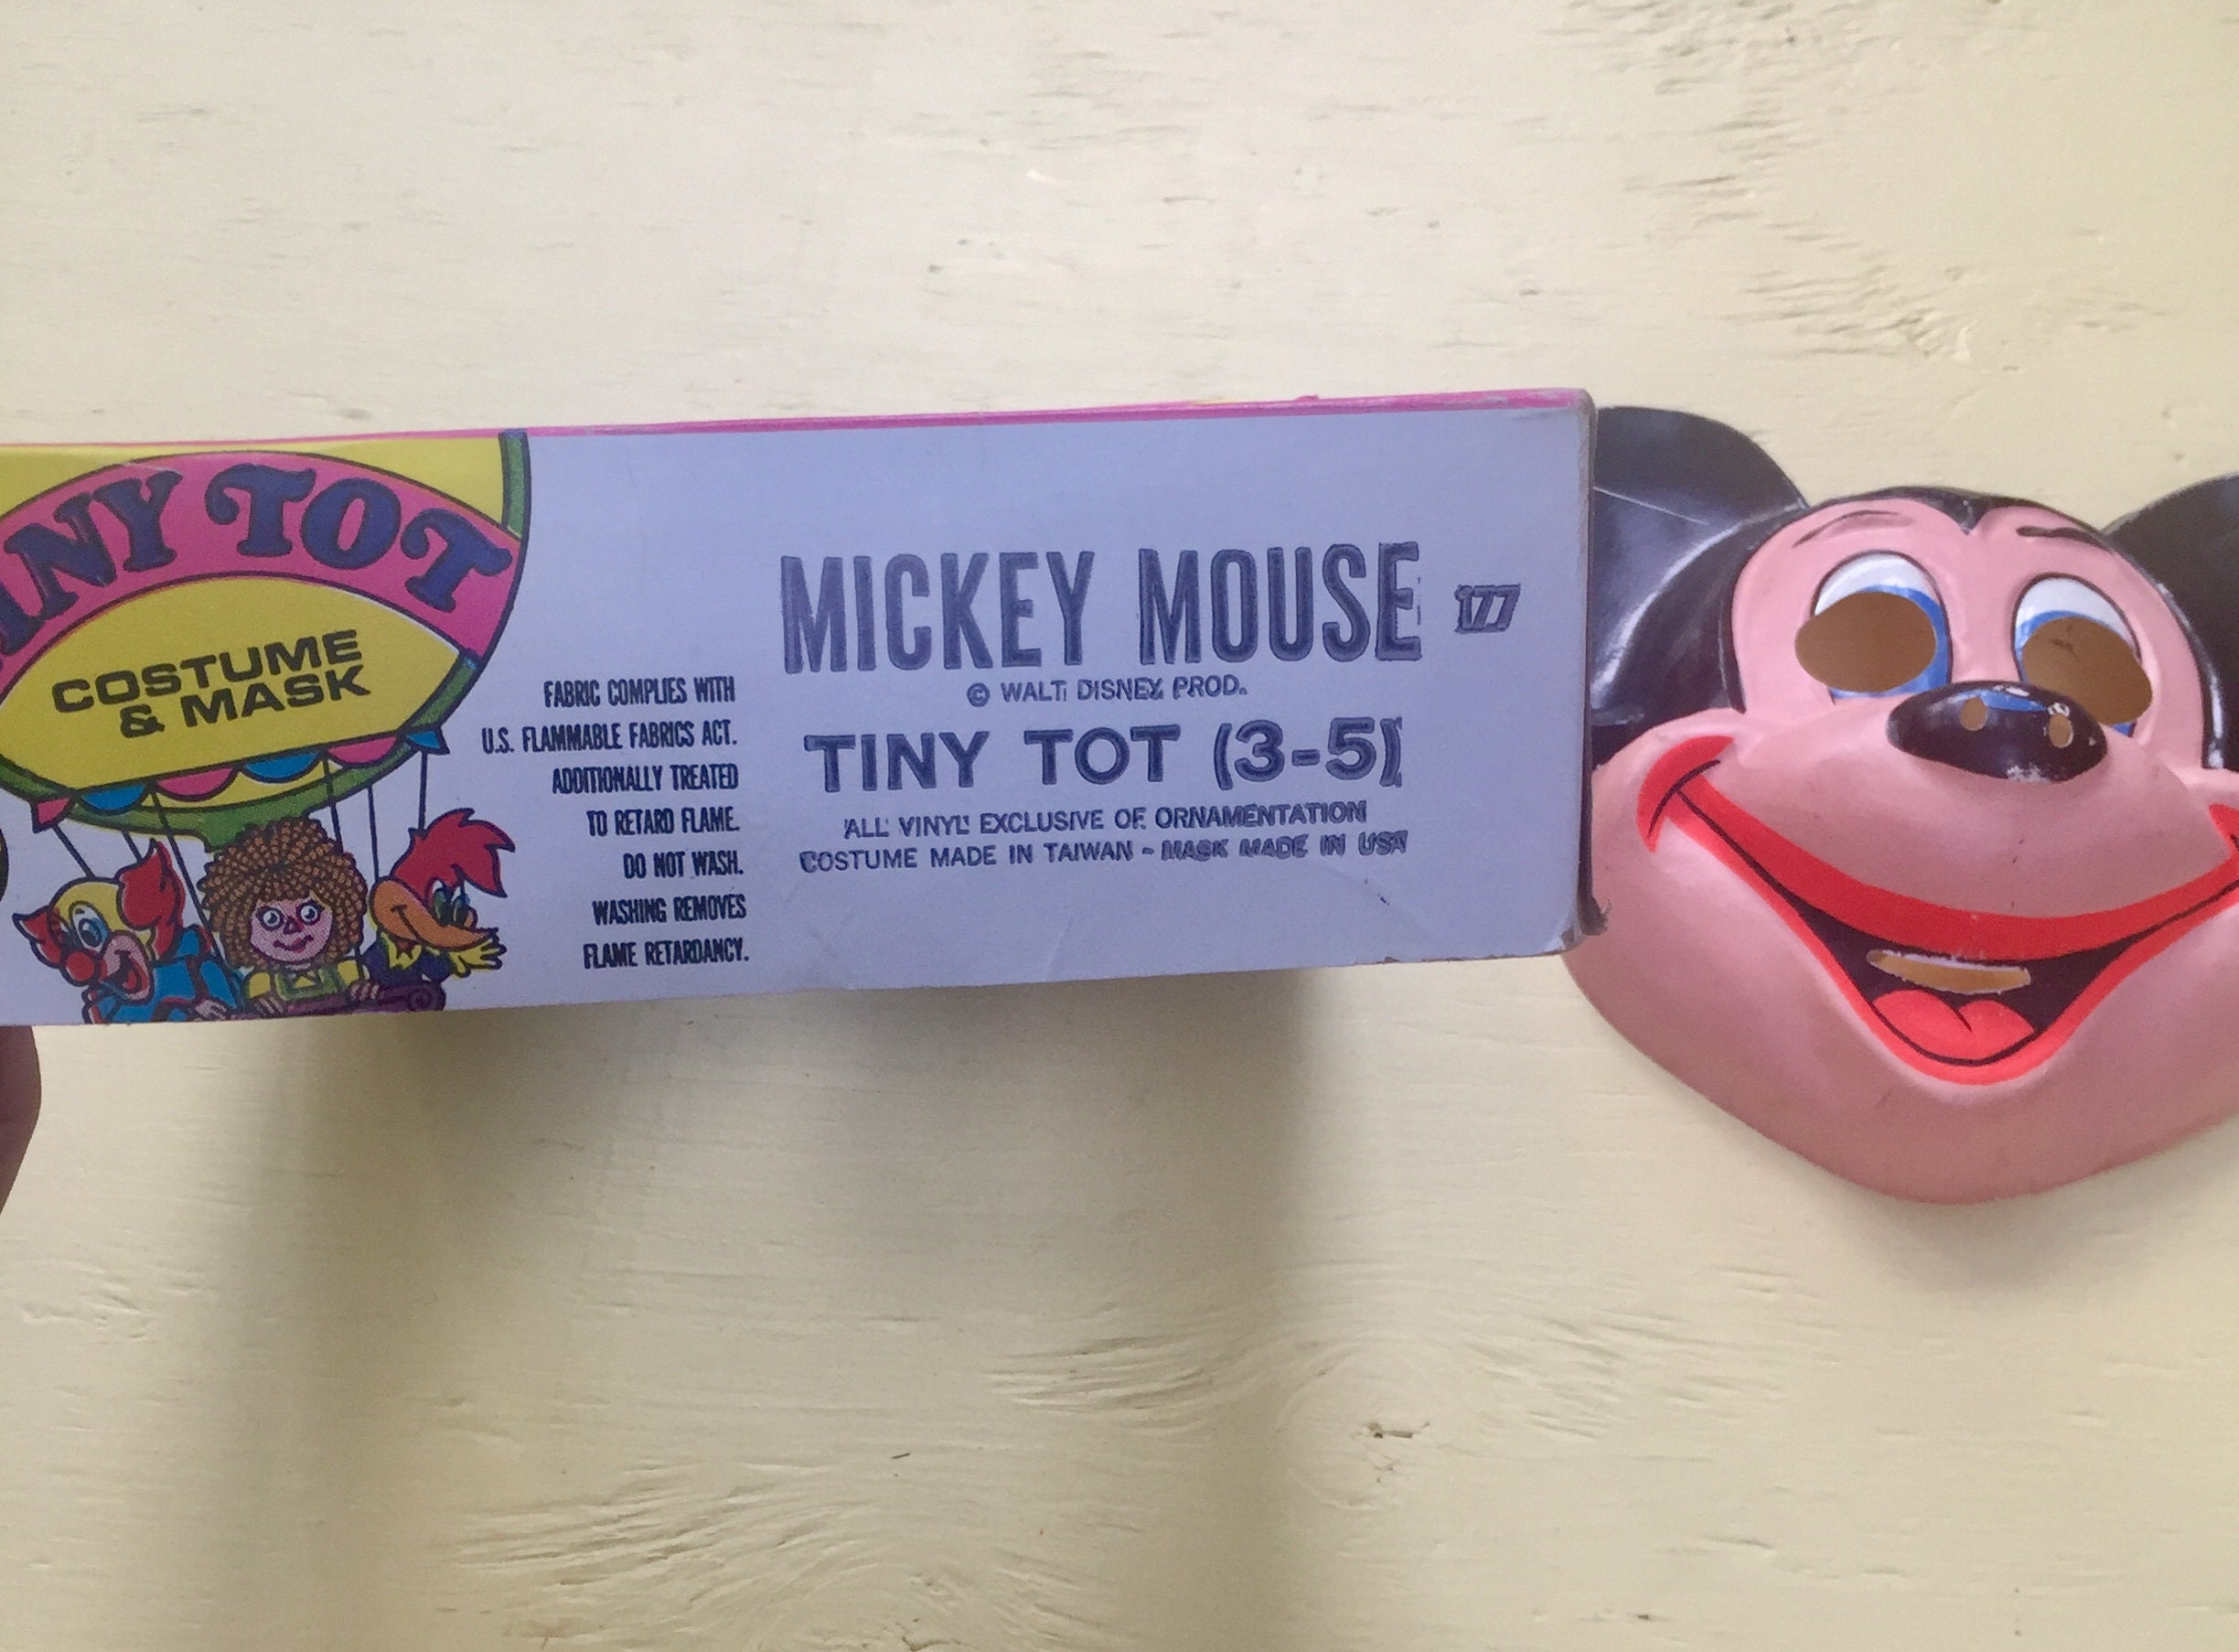 INY TOT
COSTUME
& MASK
FABRIC COMPLIES WITH
U.S. FLAMMABLE FABRICS ACT.
ADDITIONALLY TREATED
TO RETARD FLAME.
DO NOT WASH.
WASHING REMOVES
FLAME RETARDANCY.
MICKEY MOUSE 177
© WALT DISNEY PROD.
TINY TOT (3-5)
ALL VINYL EXCLUSIVE OF ORNAMENTATION
COSTUME MADE IN TAIWAN - MASK MADE IN USA